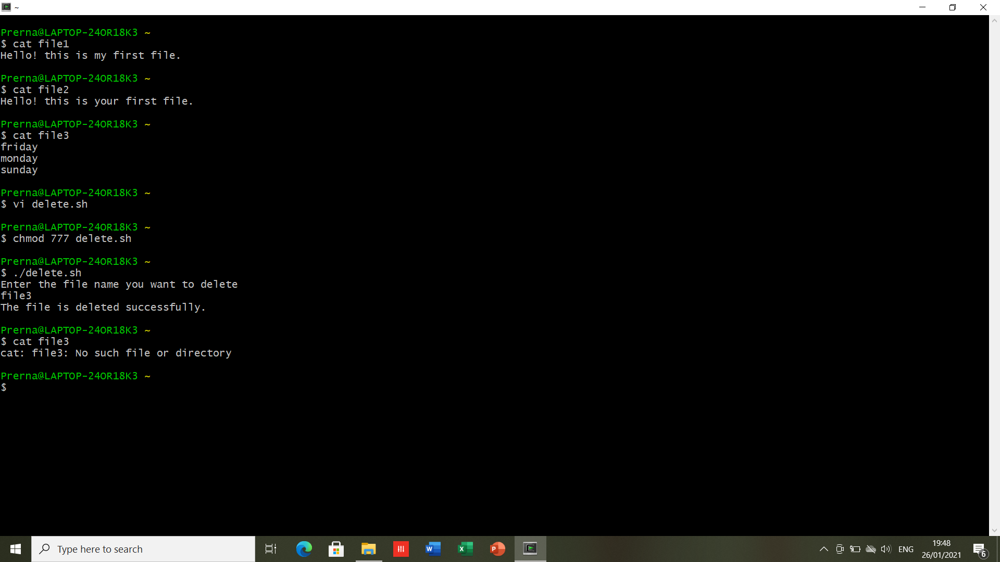 ~
Prerna@LAPTOP-24OR18K3 ~
$ cat file1
Hello! this is my first file.
Prerna@LAPTOP-24OR18K3 ~
$ cat file2
Hello! this is your first file.
Prerna@LAPTOP-24OR18K3 ~
$ cat file3
friday
monday
sunday
Prerna@LAPTOP-24OR18K3 ~
$ vi delete.sh
Prerna@LAPTOP-24OR18K3 ~
$ chmod 777 delete.sh
Prerna@LAPTOP-24OR18K3 ~
$ ./delete.sh
Enter the file name you want to delete
file3
The file is deleted successfully.
Prerna@LAPTOP-24OR18K3 ~
$ cat file3
cat: file3: No such file or directory
Prerna@LAPTOP-24OR18K3 ~
$
Type here to search
W
X
P
ENG
19:48
26/01/2021
6